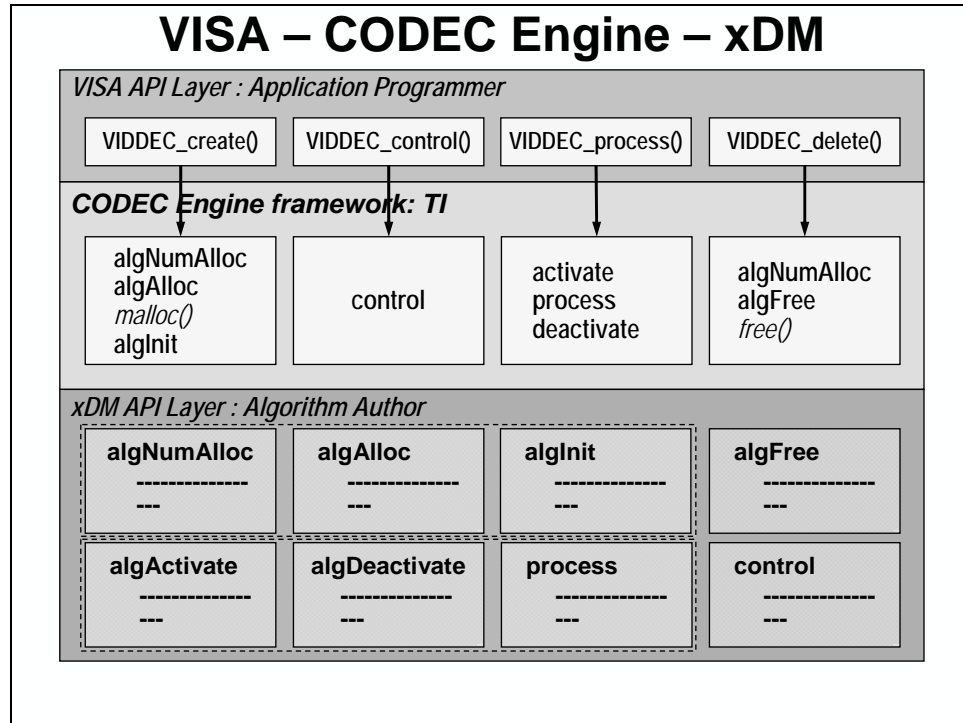 VISA – CODEC Engine – xDM
VISA API Layer : Application Programmer
VIDDEC_create()
VIDDEC_control()
VIDDEC_process()
VIDDEC_delete()
CODEC Engine framework: TI
algNumAlloc
algAlloc
malloc()
algInit
control
activate
process
deactivate
algNumAlloc
algFree
free()
xDM API Layer : Algorithm Author
algNumAlloc
--------------
---
algAlloc
--------------
---
algInit
--------------
---
algFree
--------------
---
algActivate
--------------
---
algDeactivate
--------------
---
process
--------------
---
control
--------------
---